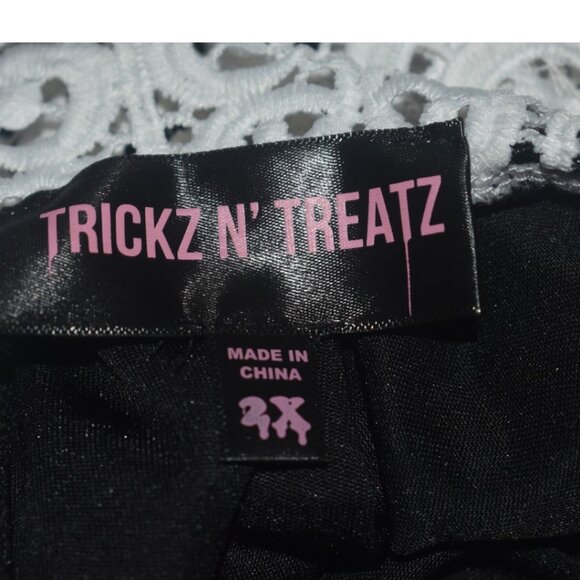 TRICKZ N' TREATZ
MADE IN
CHINA
2X